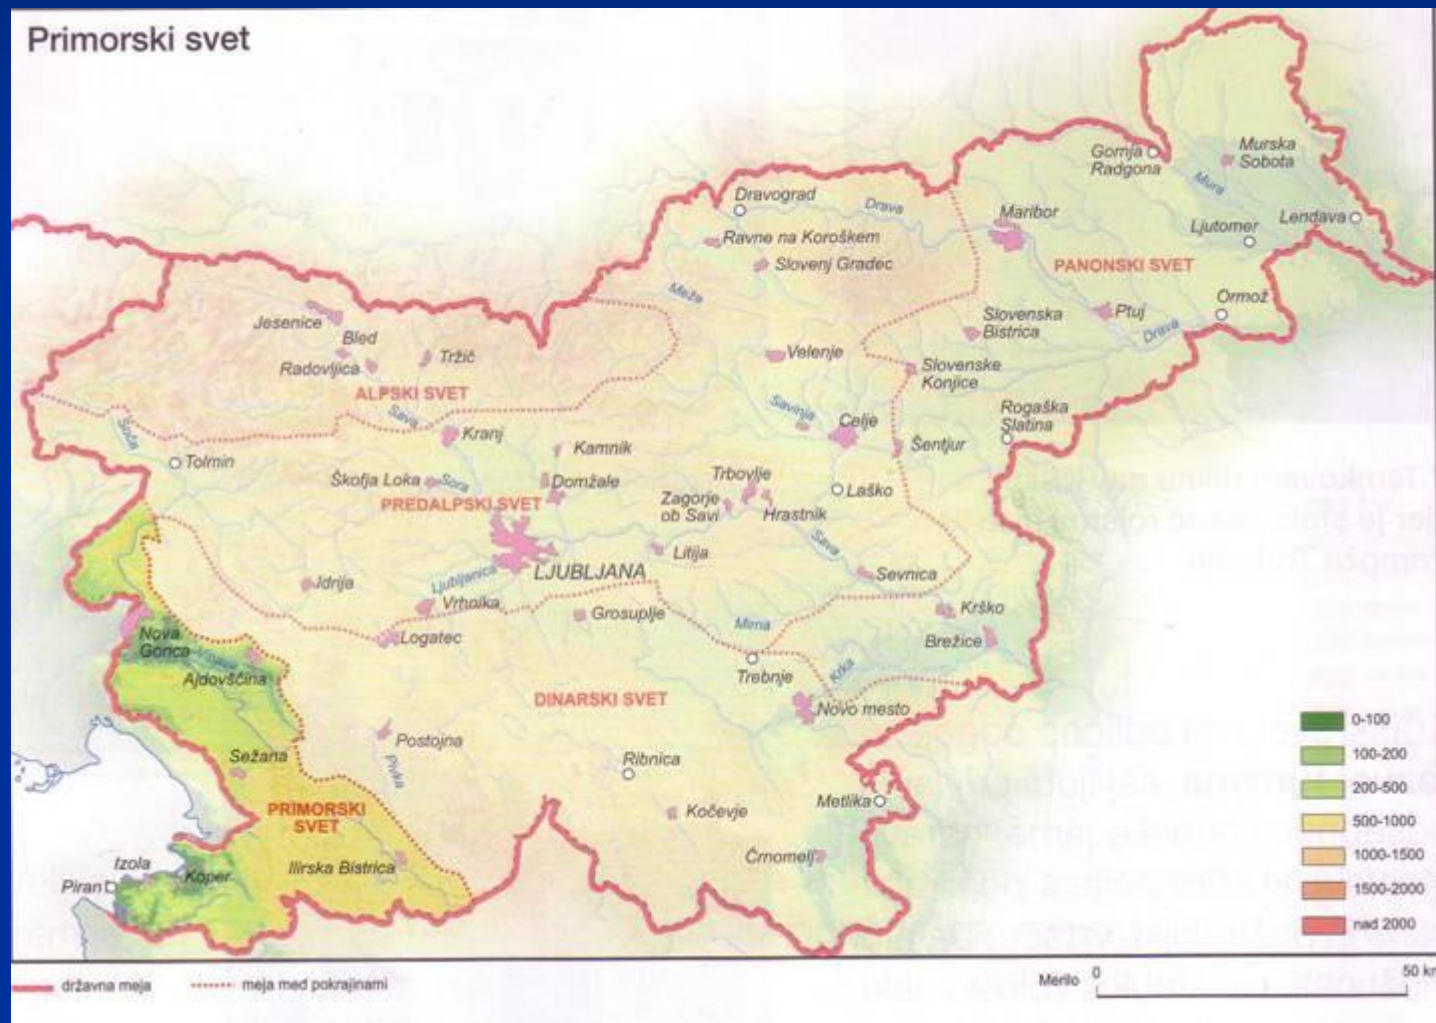 Primorski svet
Gornja
Radgona
Murska
Sobota
Mura
Dravograd
Drava
Maribor
Ljutomer
Lendava
Ravne na Koroškem
Slovenj Gradec
PANONSKI SVET
Meža
Ormož
Jesenice
Bled
Radovljica
Tržič
Slovenska
Bistrica
Ptuj
Drava
Velenje
Slovenske
Konjice
ALPSKI SVET
Sava
Savinja
Celje
Rogaška
Slatina
Soča
Kranj
Kamnik
Šentjur
Tolmin
Škofja Loka
Sora
Domžale
Trbovlje
Laško
PREDALPSKI SVET
Zagorje
ob Savi
Hrastnik
Sava
Litija
Idrija
Ljubljanica
LJUBLJANA
Sevnica
Vrhnika
Grosuplje
Mirna
Krško
Nova
Gorica
Logatec
Brežice
Vipava
Ajdovščina
Trebnje
Krka
DINARSKI SVET
Novo mesto
Postojna
Sežana
Pivka
Ribnica
Metlika
PRIMORSKI
SVET
Kočevje
Črnomelj
Izola
Koper
Piran
Ilirska Bistrica
0-100
100-200
200-500
500-1000
1000-1500
1500-2000
nad 2000
državna meja
meja med pokrajinami
Merilo
0
50 km